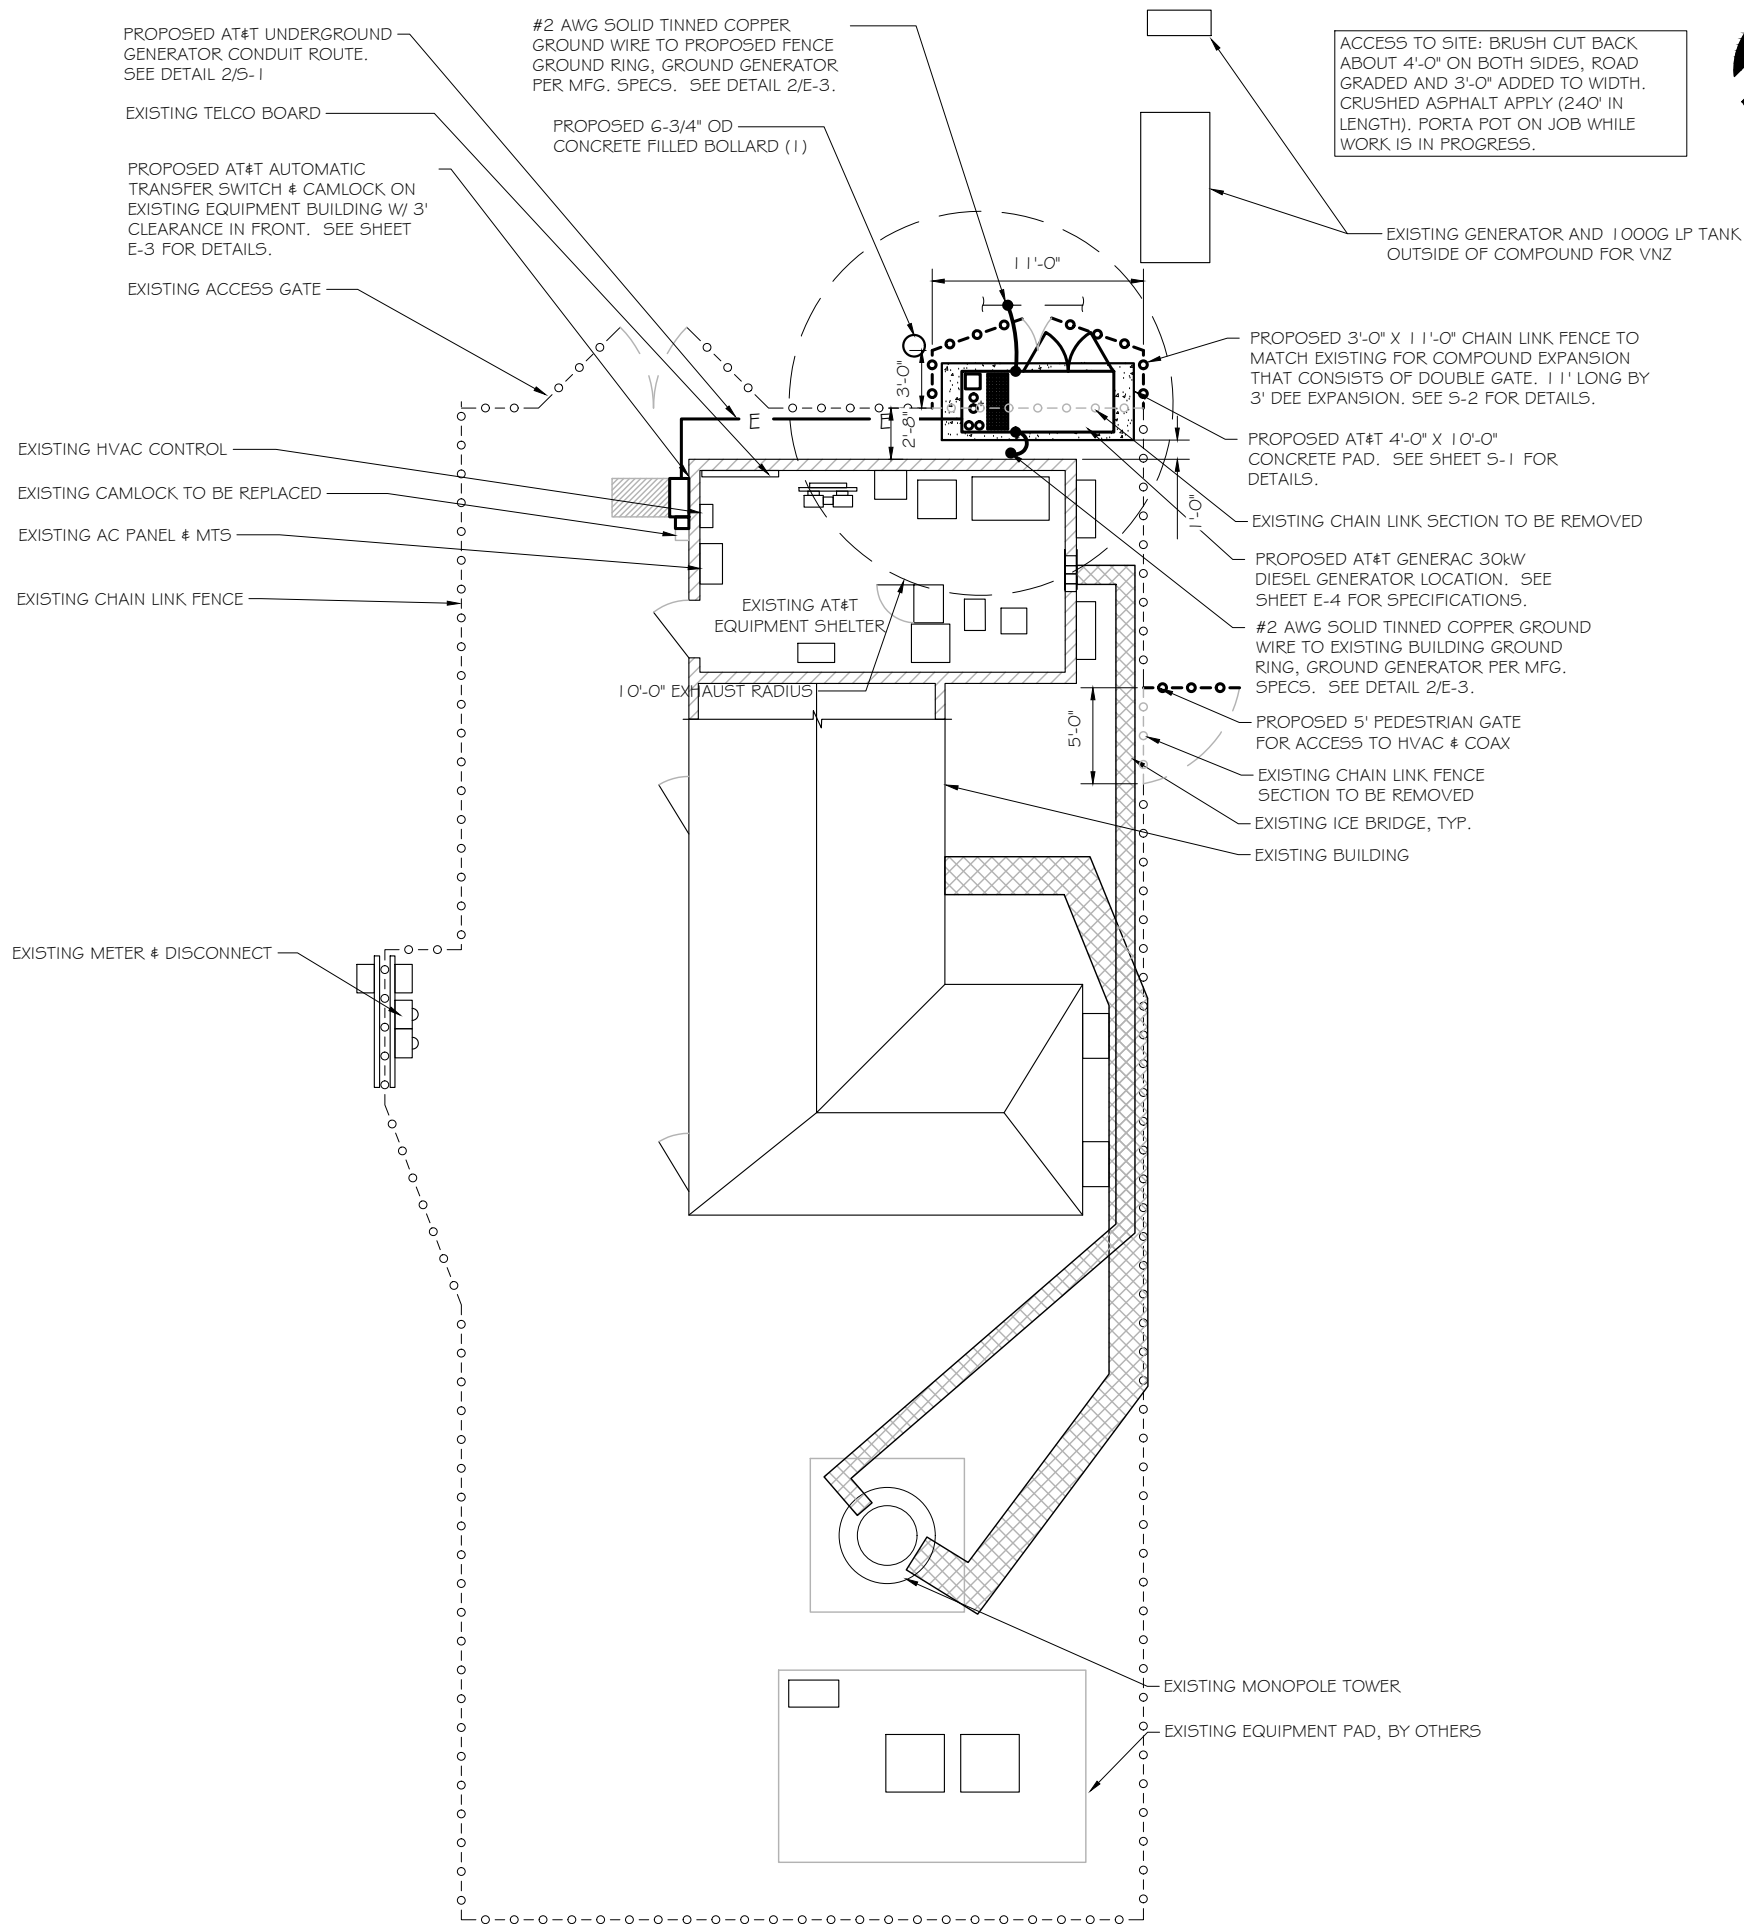 PROPOSED AT&T UNDERGROUND
GENERATOR CONDUIT ROUTE.
SEE DETAIL 2/S-1
EXISTING TELCO BOARD
PROPOSED AT&T AUTOMATIC
TRANSFER SWITCH & CAMLOCK ON
EXISTING EQUIPMENT BUILDING W/ 3'
CLEARANCE IN FRONT. SEE SHEET
E-3 FOR DETAILS.
EXISTING ACCESS GATE
#2 AWG SOLID TINNED COPPER
GROUND WIRE TO PROPOSED FENCE
GROUND RING, GROUND GENERATOR
PER MFG. SPECS. SEE DETAIL 2/E-3.
PROPOSED 6-3/4" OD
CONCRETE FILLED BOLLARD (1)
ACCESS TO SITE: BRUSH CUT BACK
ABOUT 4'-0" ON BOTH SIDES, ROAD
GRADED AND 3'-0" ADDED TO WIDTH.
CRUSHED ASPHALT APPLY (240' IN
LENGTH). PORTA POT ON JOB WHILE
WORK IS IN PROGRESS.
EXISTING GENERATOR AND 1000G LP TANK
OUTSIDE OF COMPOUND FOR VNZ
11'-0"
3'-0"
2'-8"
E
E
1'-0"
PROPOSED 3'-0" X 11'-0" CHAIN LINK FENCE TO
MATCH EXISTING FOR COMPOUND EXPANSION
THAT CONSISTS OF DOUBLE GATE. 11' LONG BY
3' DEE EXPANSION. SEE S-2 FOR DETAILS.
PROPOSED AT&T 4'-0" X 10'-0"
CONCRETE PAD. SEE SHEET S-1 FOR
DETAILS.
EXISTING CHAIN LINK SECTION TO BE REMOVED
PROPOSED AT&T GENERAC 30kW
DIESEL GENERATOR LOCATION. SEE
SHEET E-4 FOR SPECIFICATIONS.
#2 AWG SOLID TINNED COPPER GROUND
WIRE TO EXISTING BUILDING GROUND
RING, GROUND GENERATOR PER MFG.
SPECS. SEE DETAIL 2/E-3.
PROPOSED 5' PEDESTRIAN GATE
FOR ACCESS TO HVAC & COAX
EXISTING CHAIN LINK FENCE
SECTION TO BE REMOVED
EXISTING ICE BRIDGE, TYP.
EXISTING BUILDING
EXISTING HVAC CONTROL
EXISTING CAMLOCK TO BE REPLACED
EXISTING AC PANEL & MTS
EXISTING CHAIN LINK FENCE
EXISTING AT&T
EQUIPMENT SHELTER
10'-0" EXHAUST RADIUS
5'-0"
EXISTING METER & DISCONNECT
EXISTING MONOPOLE TOWER
EXISTING EQUIPMENT PAD, BY OTHERS